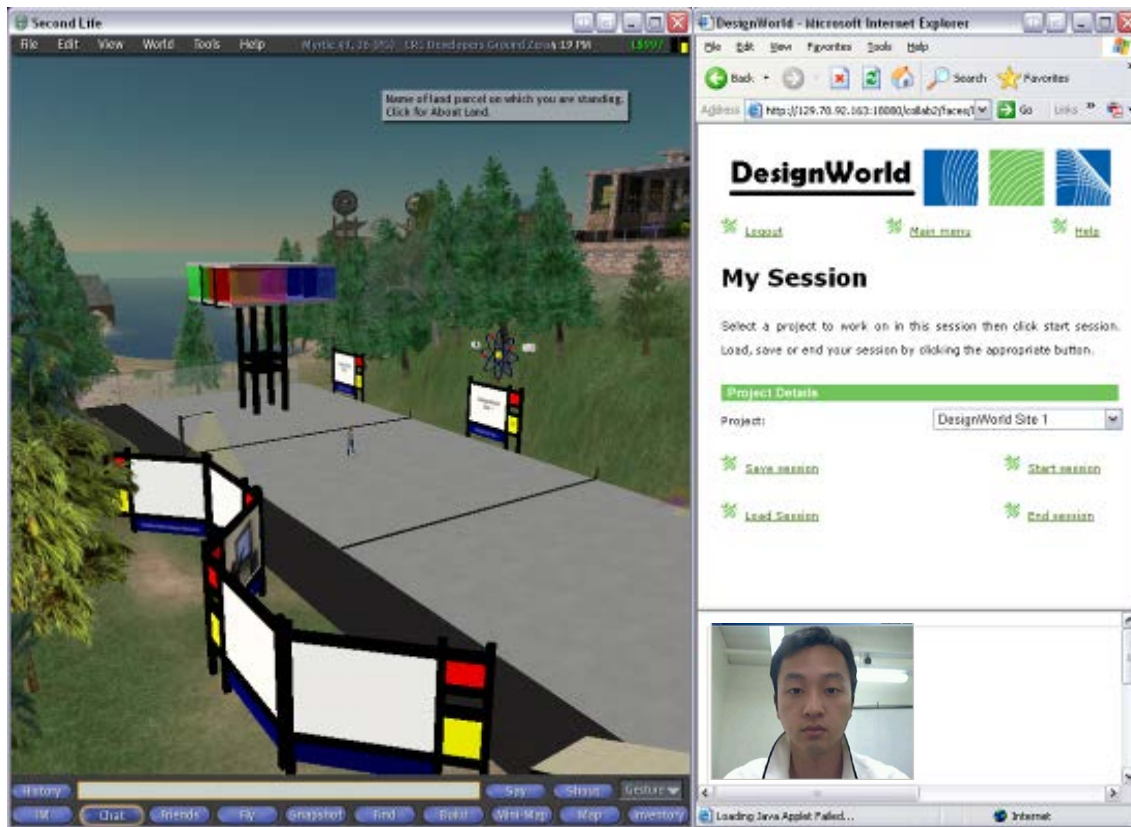 Second Life
File Edit View World Tools Help
Name of land parcel on which you are standing.
Click for About Land.
History Say Shout Gesture
IM Chat Friends Fly Snapshot Find Build Mini-Map Map Inventory
DesignWorld - Microsoft Internet Explorer
File Edit View Favorites Tools Help
Back Search Favorites
Address Go Links
DesignWorld
Logout Main menu Help
My Session
Select a project to work on in this session then click start session.
Load, save or end your session by clicking the appropriate button.
Project Details
Project: DesignWorld Site 1
Save session Start session
Load Session End session
Loading Java Applet Failed... Internet